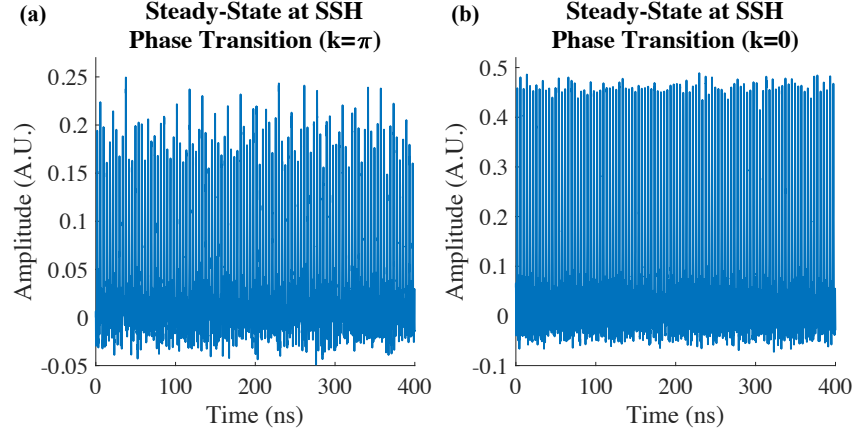 (a)
Steady-State at SSH
Phase Transition (k=π)
0.25
0.2
0.15
0.1
0.05
0
-0.05
Amplitude (A.U.)
0
100
200
300
400
Time (ns)
(b)
Steady-State at SSH
Phase Transition (k=0)
0.5
0.4
0.3
0.2
0.1
0
-0.1
Amplitude (A.U.)
0
100
200
300
400
Time (ns)